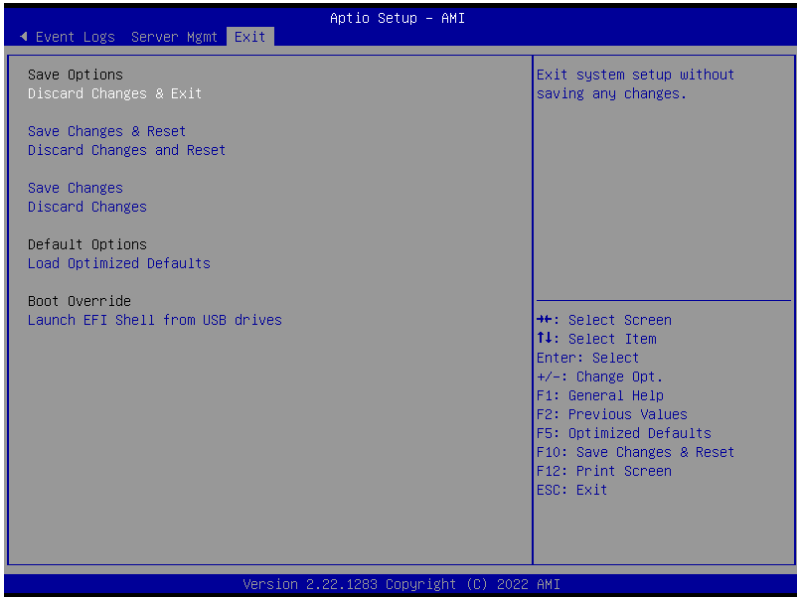 Aptio Setup – AMI
Event Logs Server Mgmt Exit
Save Options
Discard Changes & Exit
Save Changes & Reset
Discard Changes and Reset
Save Changes
Discard Changes
Default Options
Load Optimized Defaults
Boot Override
Launch EFI Shell from USB drives
Exit system setup without
saving any changes.
→←: Select Screen
↑↓: Select Item
Enter: Select
+/-: Change Opt.
F1: General Help
F2: Previous Values
F5: Optimized Defaults
F10: Save Changes & Reset
F12: Print Screen
ESC: Exit
Version 2.22.1283 Copyright (C) 2022 AMI